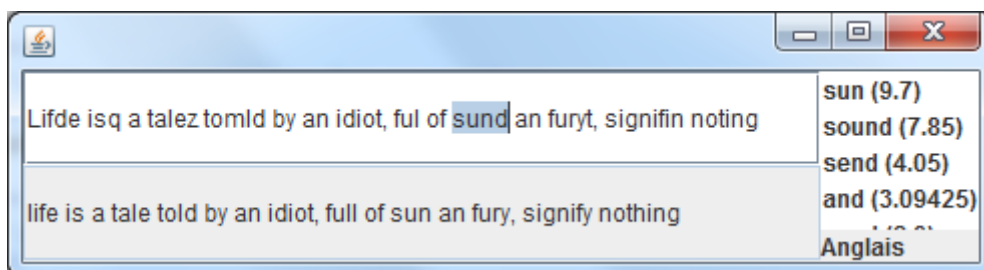 Lifde isq a talez tomld by an idiot, ful of sund an furyt, signifin noting
life is a tale told by an idiot, full of sun an fury, signify nothing
sun (9.7)
sound (7.85)
send (4.05)
and (3.09425)
Anglais